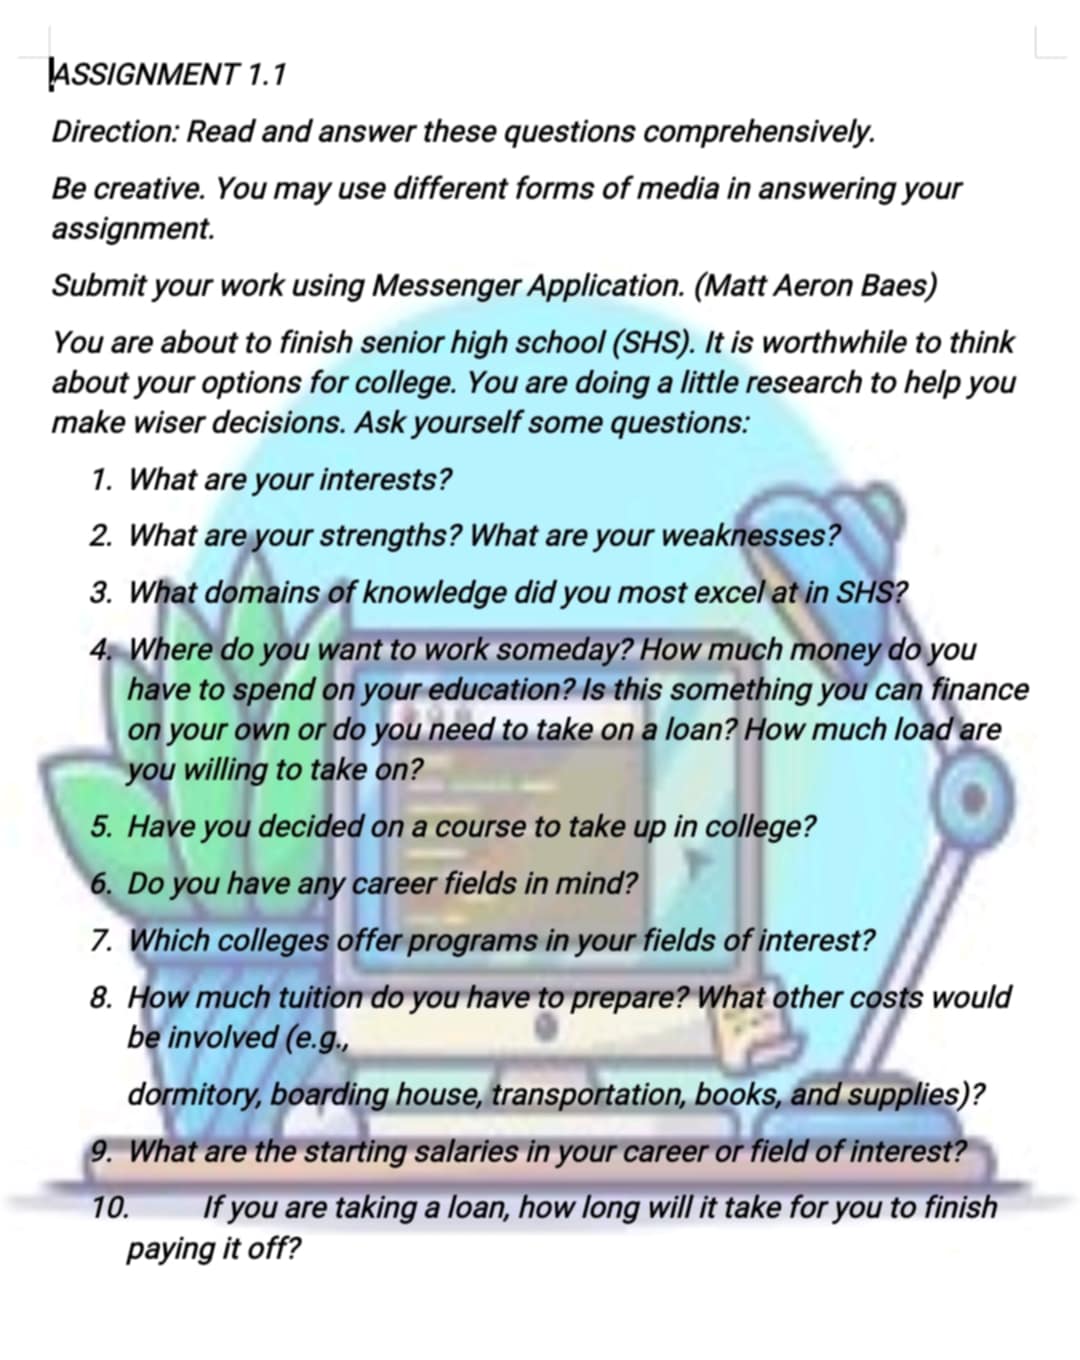 ASSIGNMENT 1.1
Direction: Read and answer these questions comprehensively.
Be creative. You may use different forms of media in answering your
assignment.
Submit your work using Messenger Application. (Matt Aeron Baes)
You are about to finish senior high school (SHS). It is worthwhile to think
about your options for college. You are doing a little research to help you
make wiser decisions. Ask yourself some questions:
1. What are your interests?
2. What are your strengths? What are your weaknesses?
3. What domains of knowledge did you most excel at in SHS?
4. Where do you want to work someday? How much money do you
have to spend on your education? Is this something you can finance
on your own or do you need to take on a loan? How much load are
you willing to take on?
5. Have you decided on a course to take up in college?
6. Do you have any career fields in mind?
7. Which colleges offer programs in your fields of interest?
8. How much tuition do you have to prepare? What other costs would
be involved (e.g.,
dormitory, boarding house, transportation, books, and supplies)?
9. What are the starting salaries in your career or field of interest?
10. If you are taking a loan, how long will it take for you to finish
paying it off?